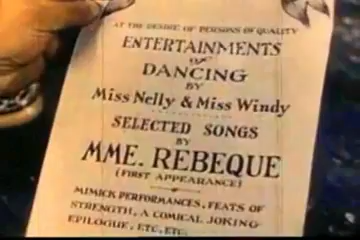 AT THE DESIRE OF PERSONS OF QUALITY
ENTERTAINMENTS
OF
DANCING
BY
Miss Nelly & Miss Windy
SELECTED SONGS
BY
MME. REBEQUE
(FIRST APPEARANCE)
MIMICK PERFORMANCES, FEATS OF
STRENGTH, A COMICAL JOKING
EPILOGUE, ETC, ETC.